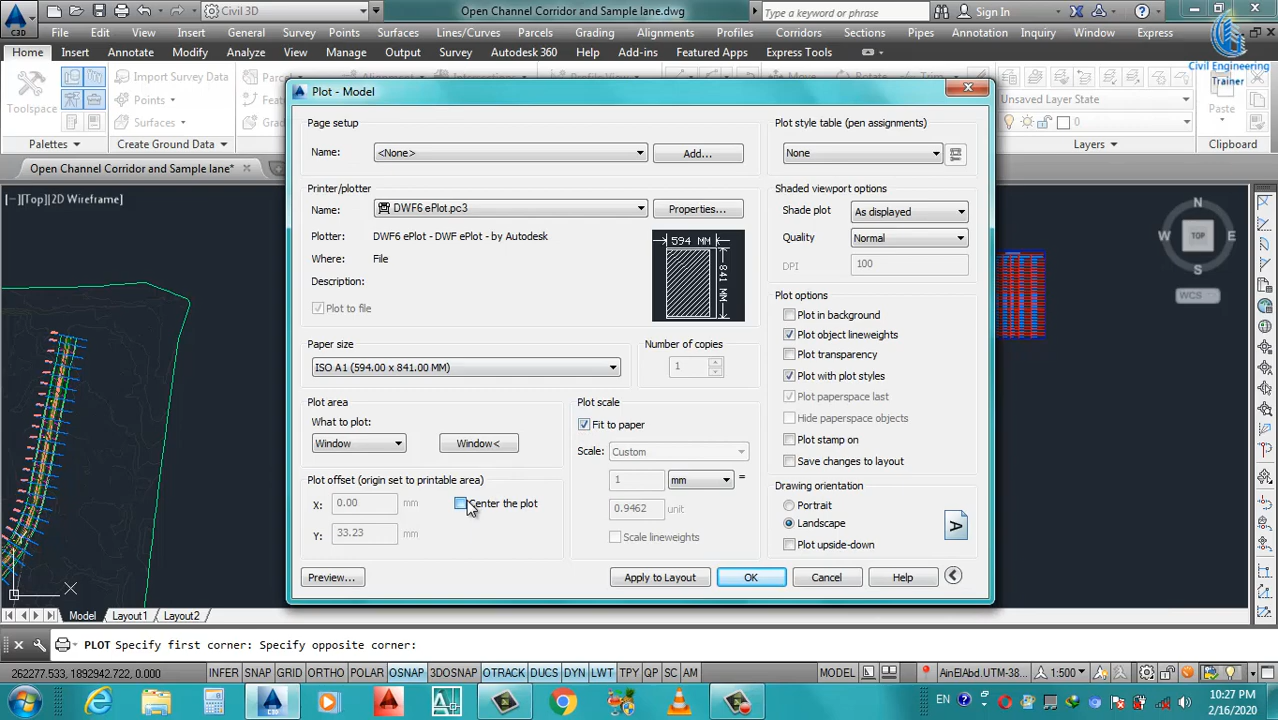 C3D
Civil 3D
Open Channel Corridor and Sample lane.dwg
Type a keyword or phrase
Sign In
File Edit View Insert General Survey Points Surfaces Lines/Curves Parcels Grading Alignments Profiles Corridors Sections Pipes Annotation Inquiry Window Express
Home Insert Annotate Modify Analyze View Manage Output Survey Autodesk 360 Help Add-ins Featured Apps Express Tools
Civil Engineering
Trainer
Toolspace
Import Survey Data
Points
Surfaces
Parcel
Unsaved Layer State
0
Paste
Palettes
Create Ground Data
Layers
Open Channel Corridor and Sample lane*
[−][Top][2D Wireframe]
N
W TOP E
S
WCS
Plot - Model
Page setup
Name: <None> Add...
Printer/plotter
Name: DWF6 ePlot.pc3 Properties...
Plotter: DWF6 ePlot - DWF ePlot - by Autodesk
Where: File
Description:
Plot to file
594 MM
841 MM
Paper size
ISO A1 (594.00 x 841.00 MM)
Number of copies
1
Plot area
What to plot:
Window Window<
Plot offset (origin set to printable area)
X: 0.00 mm Center the plot
Y: 33.23 mm
Plot scale
Fit to paper
Scale: Custom
1 mm =
0.9462 unit
Scale lineweights
Plot style table (pen assignments)
None
Shaded viewport options
Shade plot As displayed
Quality Normal
DPI 100
Plot options
Plot in background
Plot object lineweights
Plot transparency
Plot with plot styles
Plot paperspace last
Hide paperspace objects
Plot stamp on
Save changes to layout
Drawing orientation
Portrait
Landscape
Plot upside-down
A
Preview... Apply to Layout OK Cancel Help
Model Layout1 Layout2
PLOT Specify first corner: Specify opposite corner:
262277.533, 1892942.722, 0.000 INFER SNAP GRID ORTHO POLAR OSNAP 3DOSNAP OTRACK DUCS DYN LWT TPY QP SC AM MODEL AinElAbd.UTM-38... 1:500
EN
10:27 PM
2/16/2020